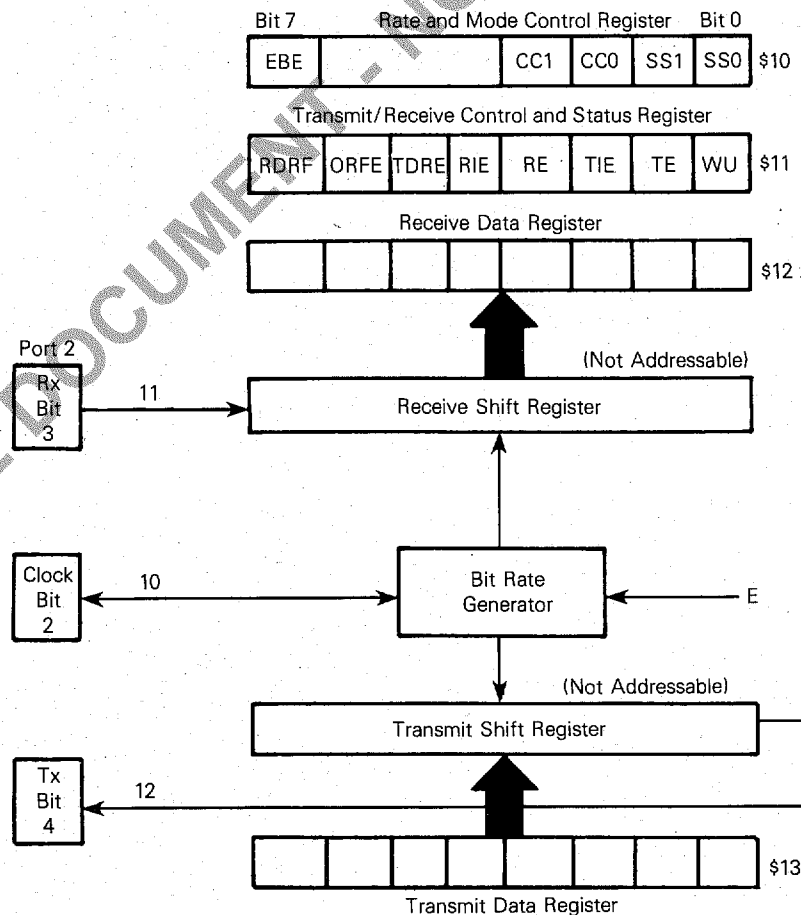 Bit 7 Rate and Mode Control Register Bit 0
EBE CC1 CC0 SS1 SS0 $10
Transmit/Receive Control and Status Register
RDRF ORFE TDRE RIE RE TIE TE WU $11
Receive Data Register
$12
Port 2
(Not Addressable)
Rx
Bit
3
11
Receive Shift Register
Clock
Bit
2
10
Bit Rate
Generator
E
(Not Addressable)
Transmit Shift Register
Tx
Bit
4
12
$13
Transmit Data Register
DOCUMENT -